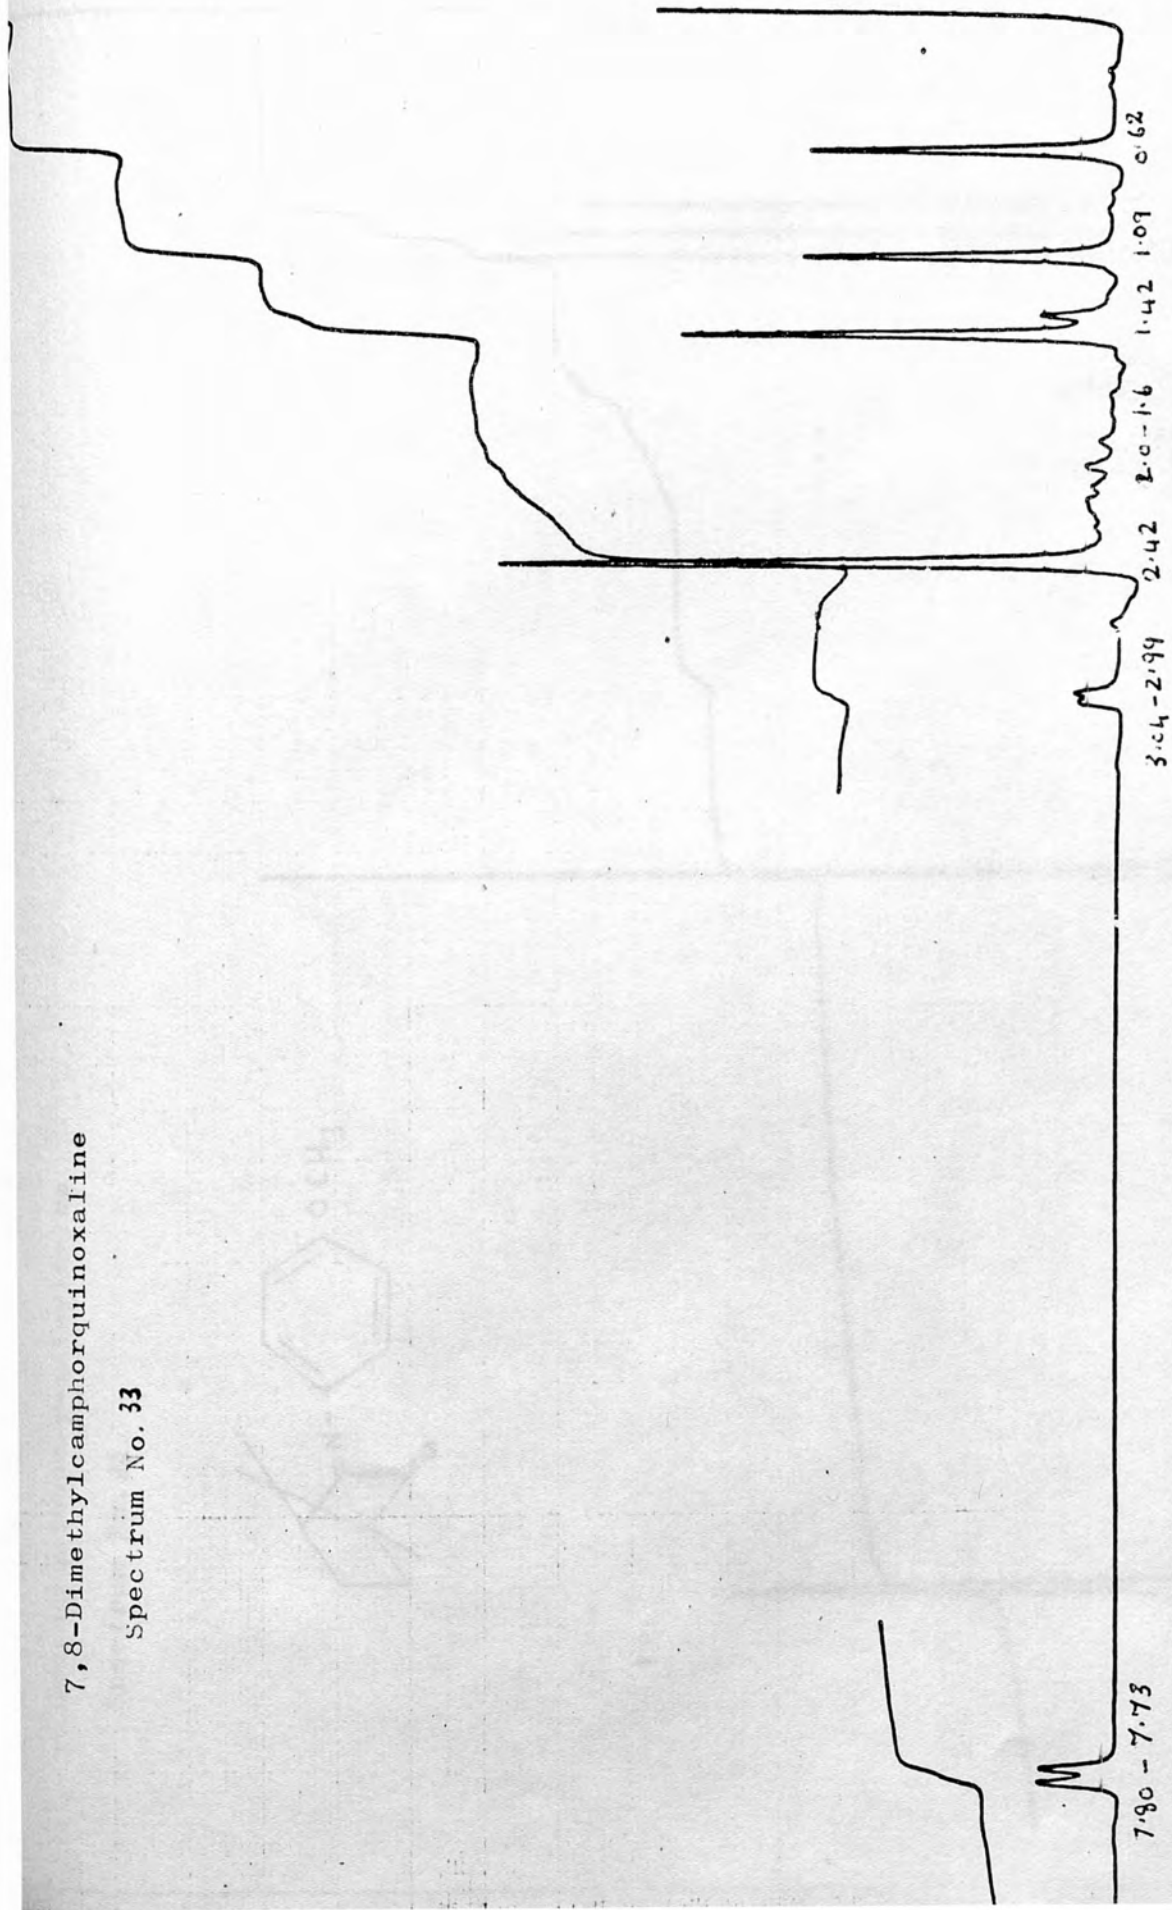 7,8-Dimethylcamphorquinoxaline
Spectrum No. 33
7.80 - 7.73
3.04 - 2.99
2.42
2.0 - 1.6
1.42
1.09
0.62